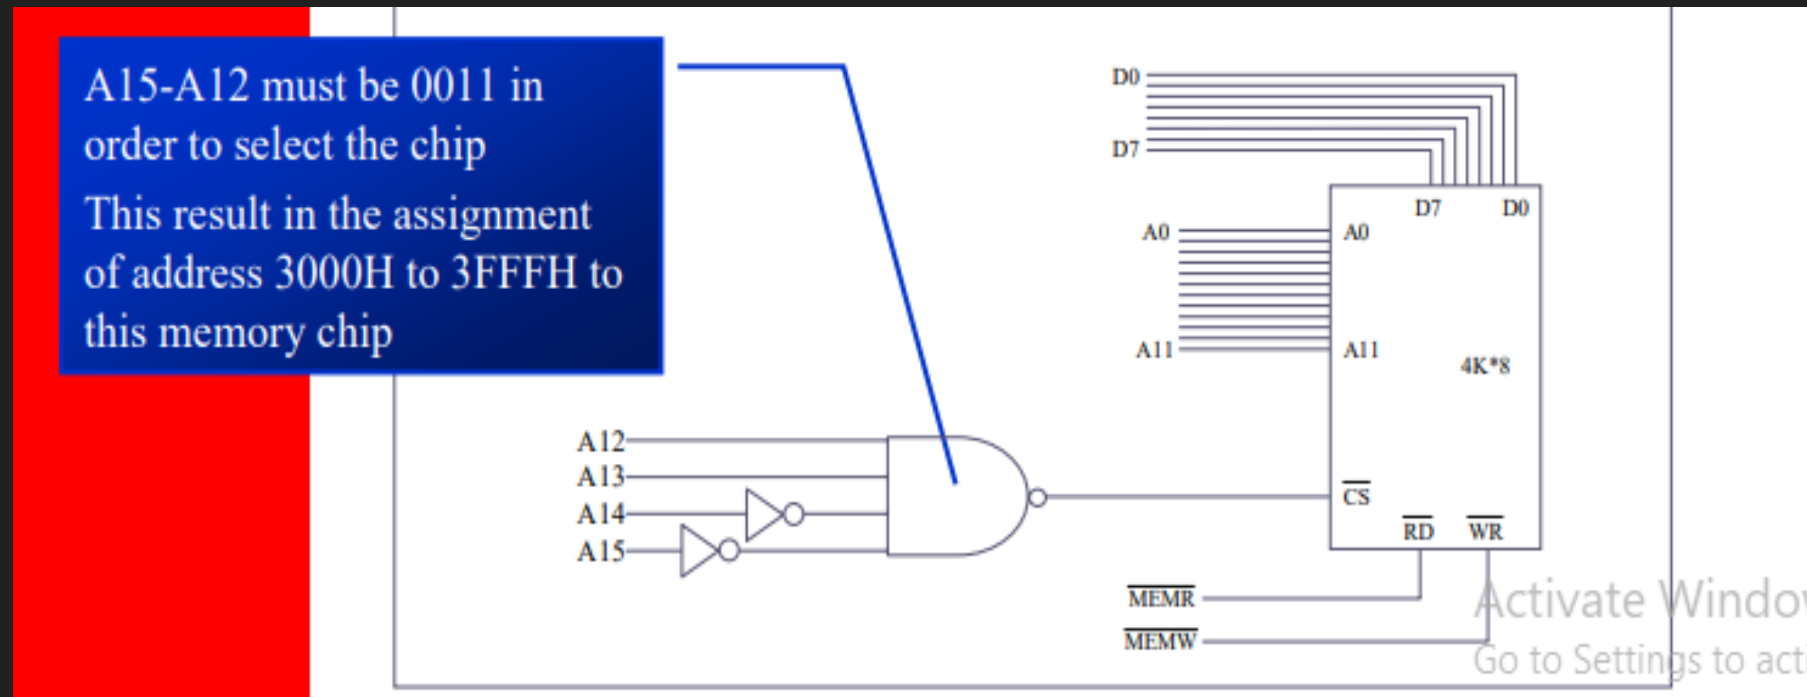 A15-A12 must be 0011 in
order to select the chip
This result in the assignment
of address 3000H to 3FFFH to
this memory chip
D0
D7
D7 D0
A0 A0
A11 A11
4K*8
A12
A13
A14
A15
CS
RD WR
MEMR
MEMW
Activate Window
Go to Settings to acti